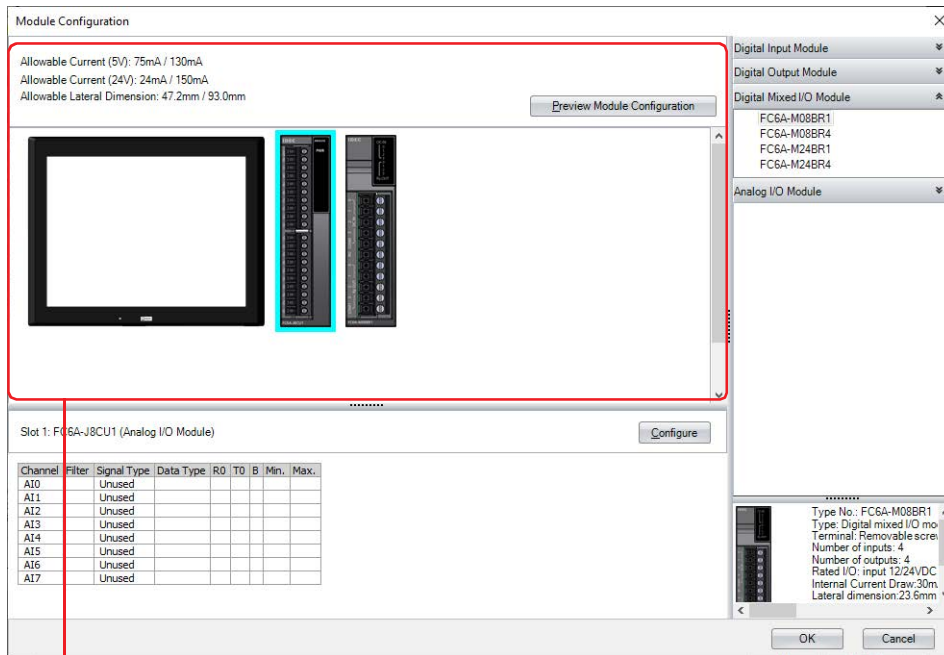 Module Configuration
Allowable Current (5V): 75mA / 130mA
Allowable Current (24V): 24mA / 150mA
Allowable Lateral Dimension: 47.2mm / 93.0mm
Preview Module Configuration
Slot 1: FC6A-J8CU1 (Analog I/O Module)
Configure
Channel Filter Signal Type Data Type R0 T0 B Min. Max.
AI0 Unused
AI1 Unused
AI2 Unused
AI3 Unused
AI4 Unused
AI5 Unused
AI6 Unused
AI7 Unused
Digital Input Module
Digital Output Module
Digital Mixed I/O Module
FC6A-M08BR1
FC6A-M08BR4
FC6A-M24BR1
FC6A-M24BR4
Analog I/O Module
Type No.: FC6A-M08BR1
Type: Digital mixed I/O
Terminal: Removable
Number of inputs: 4
Number of outputs: 4
Rated I/O: input 12/24VDC
Internal Current Draw:30m
Lateral dimension:23.6mm
OK
Cancel